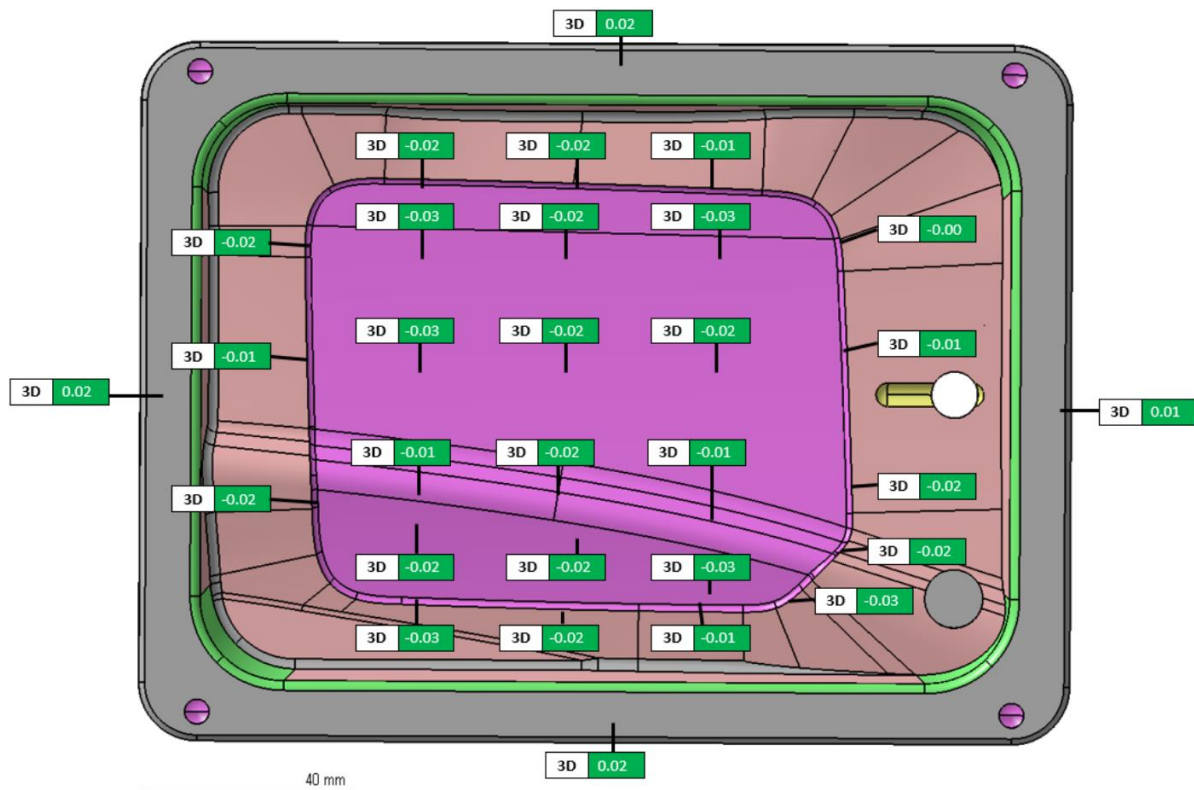 3D 0.02
3D -0.02 3D -0.02 3D -0.01
3D -0.03 3D -0.02 3D -0.03
3D -0.02 3D -0.00
3D -0.03 3D -0.02 3D -0.02
3D -0.01 3D -0.01
3D 0.02 3D 0.01
3D -0.01 3D -0.02 3D -0.01
3D -0.02 3D -0.02
3D -0.02
3D -0.02 3D -0.02 3D -0.03
3D -0.03
3D -0.03 3D -0.02 3D -0.01
3D 0.02
40 mm